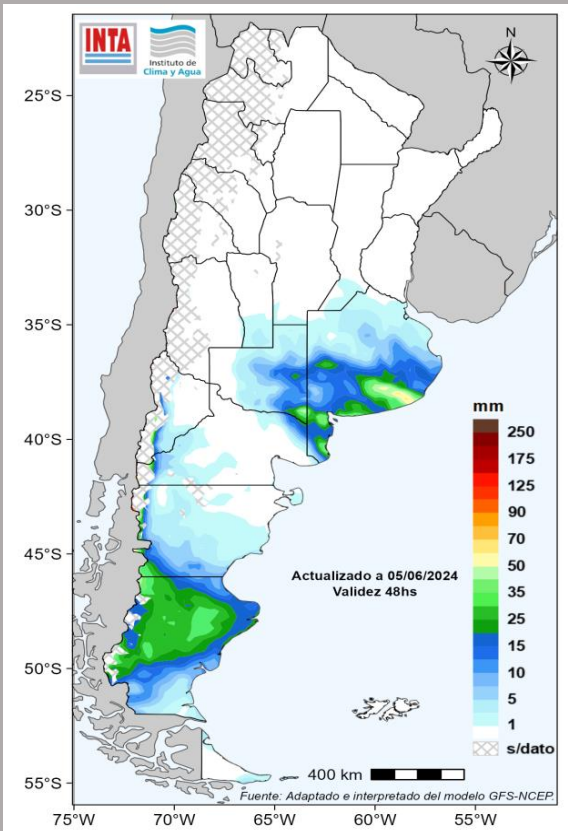 INTA
Instituto de
Clima y Agua
N
25°S
30°S
35°S
40°S
45°S
50°S
55°S
mm
250
175
125
90
70
50
35
25
15
10
5
1
s/dato
Actualizado a 05/06/2024
Validez 48hs
400 km
Fuente: Adaptado e interpretado del modelo GFS-NCEP.
75°W
70°W
65°W
60°W
55°W